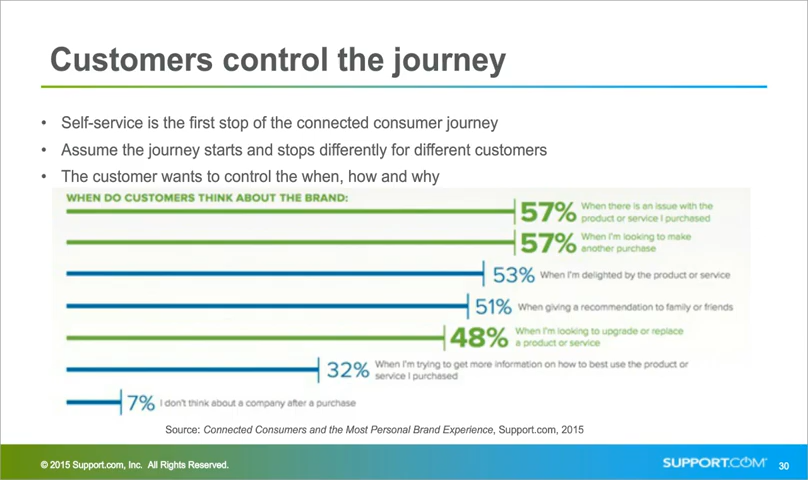 Customers control the journey
• Self-service is the first stop of the connected consumer journey
• Assume the journey starts and stops differently for different customers
• The customer wants to control the when, how and why
WHEN DO CUSTOMERS THINK ABOUT THE BRAND:
57% When there is an issue with the
product or service I purchased
57% When I'm looking to make
another purchase
53% When I'm delighted by the product or service
51% When giving a recommendation to family or friends
48% When I'm looking to upgrade or replace
a product or service
32% When I'm trying to get more information on how to best use the product or
service I purchased
7% I don't think about a company after a purchase
Source: Connected Consumers and the Most Personal Brand Experience, Support.com, 2015
© 2015 Support.com, Inc. All Rights Reserved.
SUPPORT.COM
30